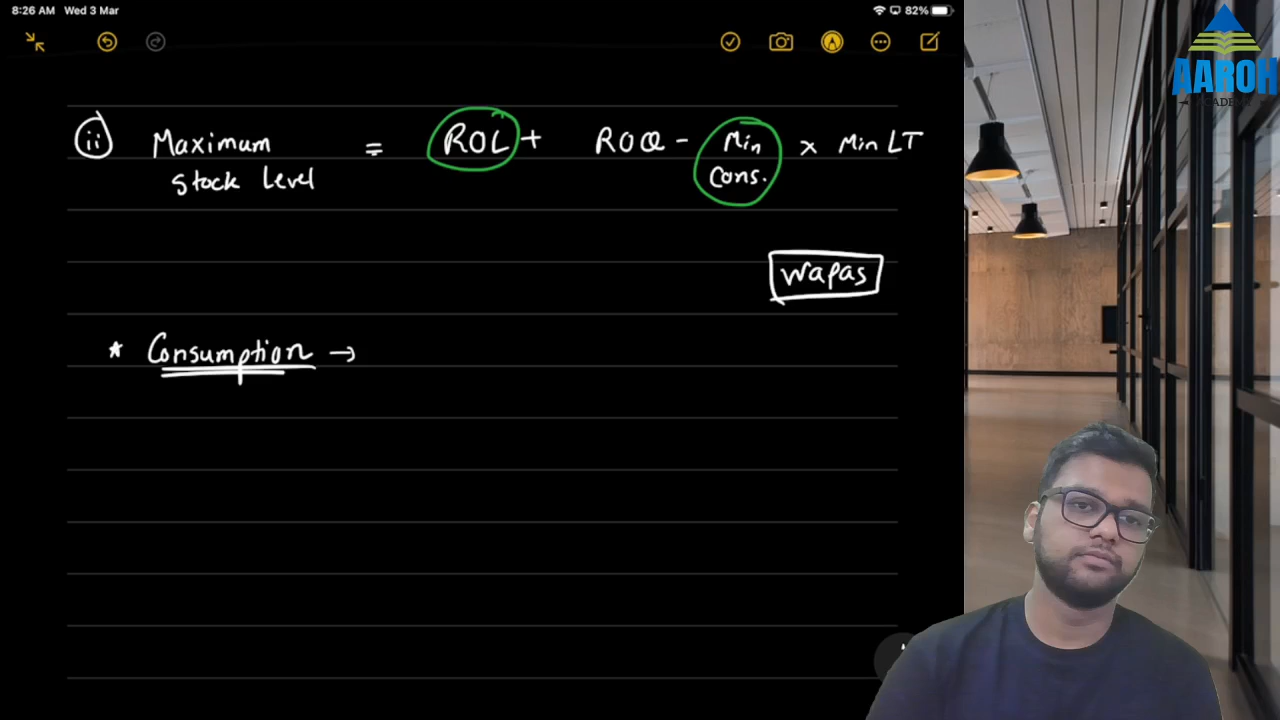 8:26 AM Wed 3 Mar
82%
AAROH
ACADEMY
ii Maximum Stock Level = ROL + ROQ - Min Cons. × Min LT
Wapas
* Consumption →